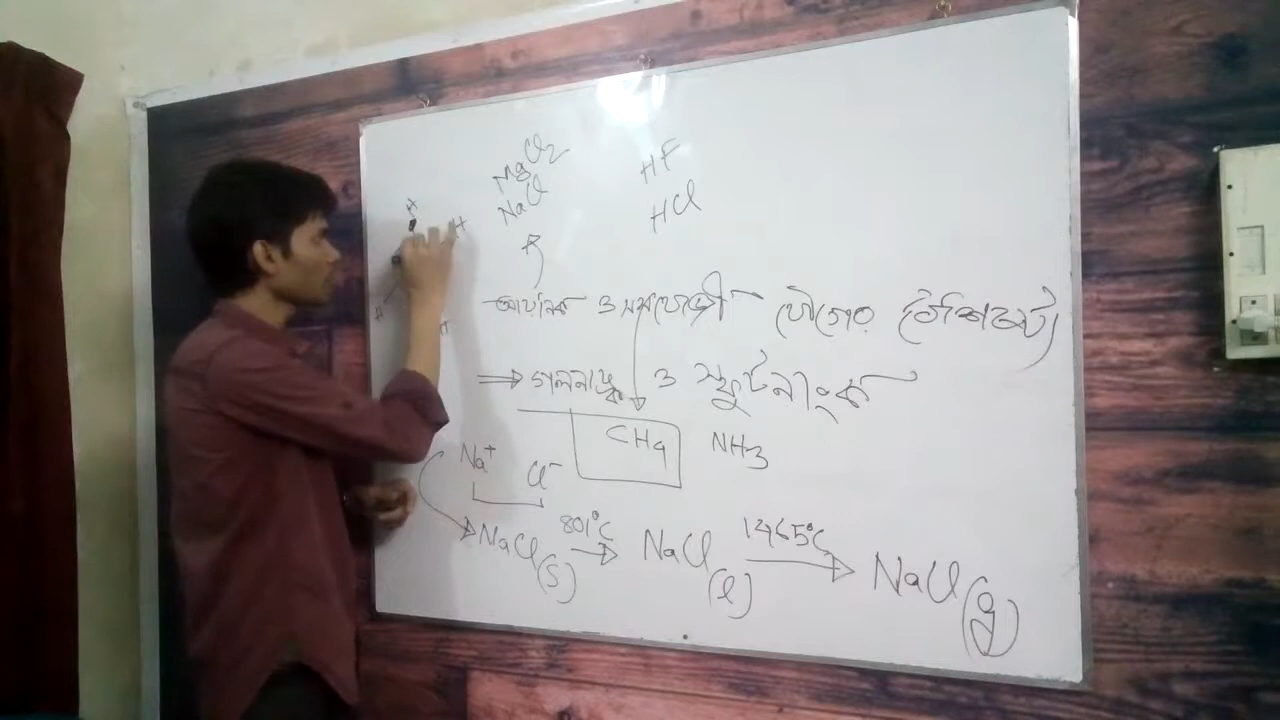 MgCl2
NaCl
HF
HCl
H
H
H
H
আয়নিক ও সমযোজী যৌগের বৈশিষ্ট্য
⇒ গলনাঙ্ক ও স্ফুটনাংক
CH4 NH3
Na+ Cl-
NaCl(s) 801°C → NaCl(l) 1465°C → NaCl(g)